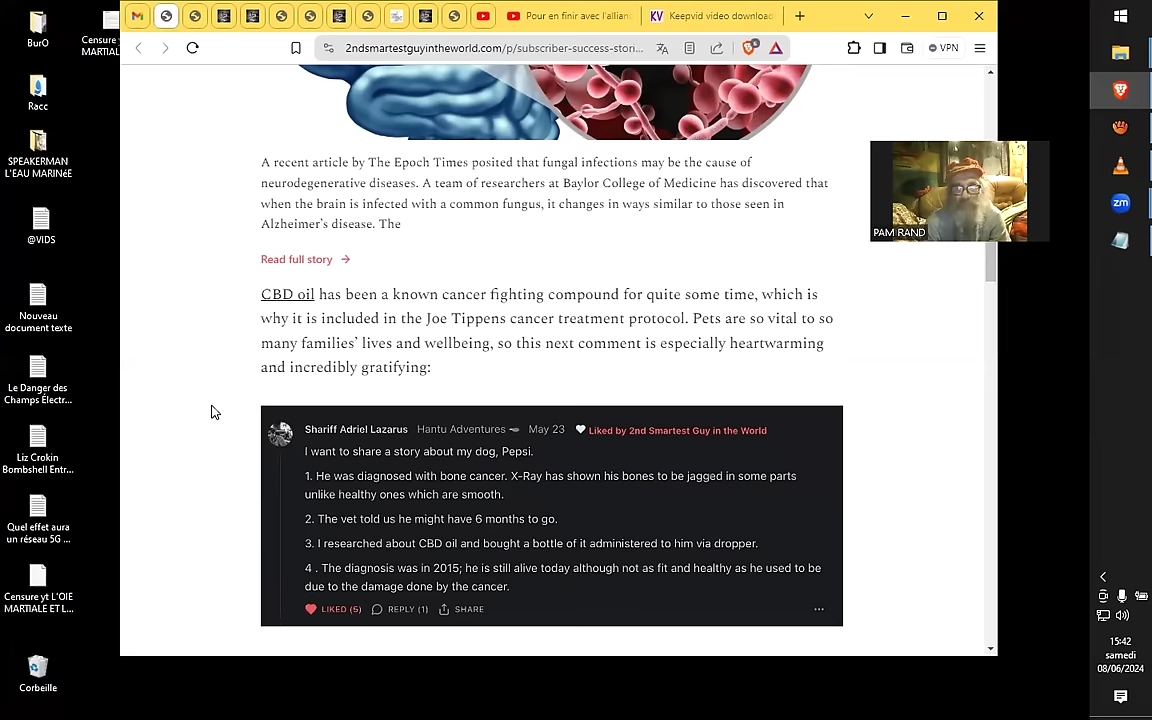 BurO
Censure yt
MARTIALE
Racc
SPEAKERMAN
L'EAU MARINéE
@VIDS
Nouveau
document texte
Le Danger des
Champs Électr...
Liz Crokin
Bombshell Entr...
Quel effet aura
un réseau 5G ...
Censure yt L'OIE
MARTIALE ET L...
Corbeille
Pour en finir avec l'allian
KV Keepvid video download
2ndsmartestguyintheworld.com/p/subscriber-success-stori...
VPN
A recent article by The Epoch Times posited that fungal infections may be the cause of
neurodegenerative diseases. A team of researchers at Baylor College of Medicine has discovered that
when the brain is infected with a common fungus, it changes in ways similar to those seen in
Alzheimer's disease. The
Read full story →
CBD oil has been a known cancer fighting compound for quite some time, which is
why it is included in the Joe Tippens cancer treatment protocol. Pets are so vital to so
many families' lives and wellbeing, so this next comment is especially heartwarming
and incredibly gratifying:
Shariff Adriel Lazarus Hantu Adventures May 23 Liked by 2nd Smartest Guy in the World
I want to share a story about my dog, Pepsi.
1. He was diagnosed with bone cancer. X-Ray has shown his bones to be jagged in some parts
unlike healthy ones which are smooth.
2. The vet told us he might have 6 months to go.
3. I researched about CBD oil and bought a bottle of it administered to him via dropper.
4 . The diagnosis was in 2015; he is still alive today although not as fit and healthy as he used to be
due to the damage done by the cancer.
LIKED (5) REPLY (1) SHARE
PAM RAND
zm
15:42
samedi
08/06/2024